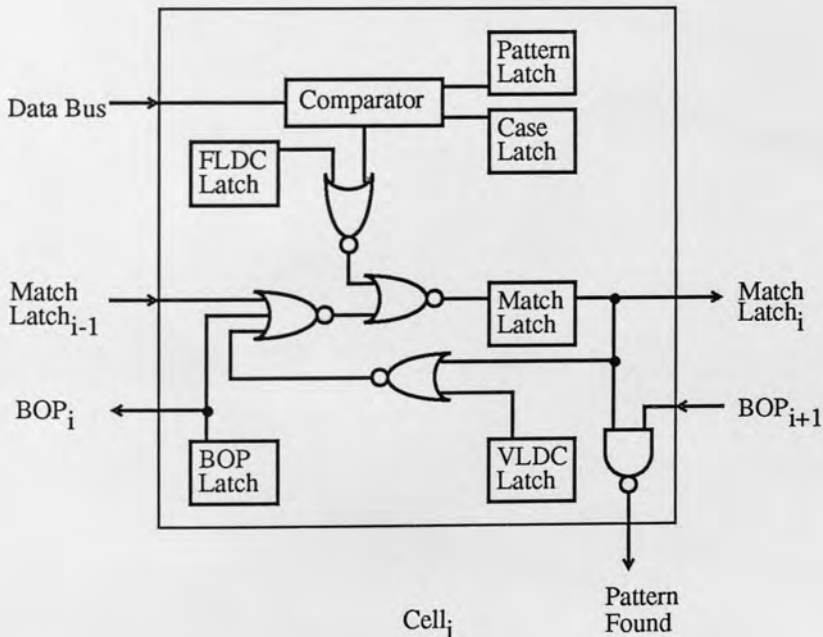 Pattern
Latch
Data Bus
Comparator
Case
Latch
FLDC
Latch
Match
Latch i-1
Match
Latch
Match
Latch i
BOP i
BOP i+1
BOP
Latch
VLDC
Latch
Pattern
Found
Cell i